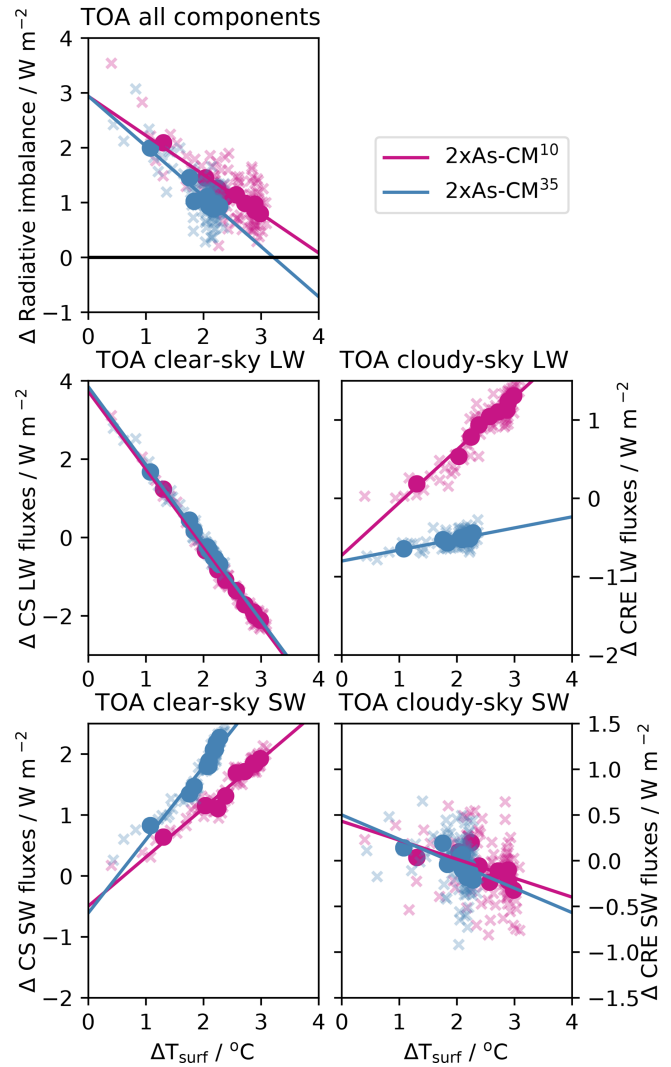 TOA all components
Δ Radiative imbalance / W m⁻²
4
3
2
1
0
−1
0 1 2 3 4
2xAs-CM¹⁰
2xAs-CM³⁵
TOA clear-sky LW
Δ CS LW fluxes / W m⁻²
4
2
0
−2
0 1 2 3 4
TOA cloudy-sky LW
1
0
−1
−2
Δ CRE LW fluxes / W m⁻²
0 1 2 3 4
TOA clear-sky SW
Δ CS SW fluxes / W m⁻²
2
1
0
−1
−2
0 1 2 3 4
ΔTsurf / °C
TOA cloudy-sky SW
1.5
1.0
0.5
0.0
−0.5
−1.0
−1.5
Δ CRE SW fluxes / W m⁻²
0 1 2 3 4
ΔTsurf / °C